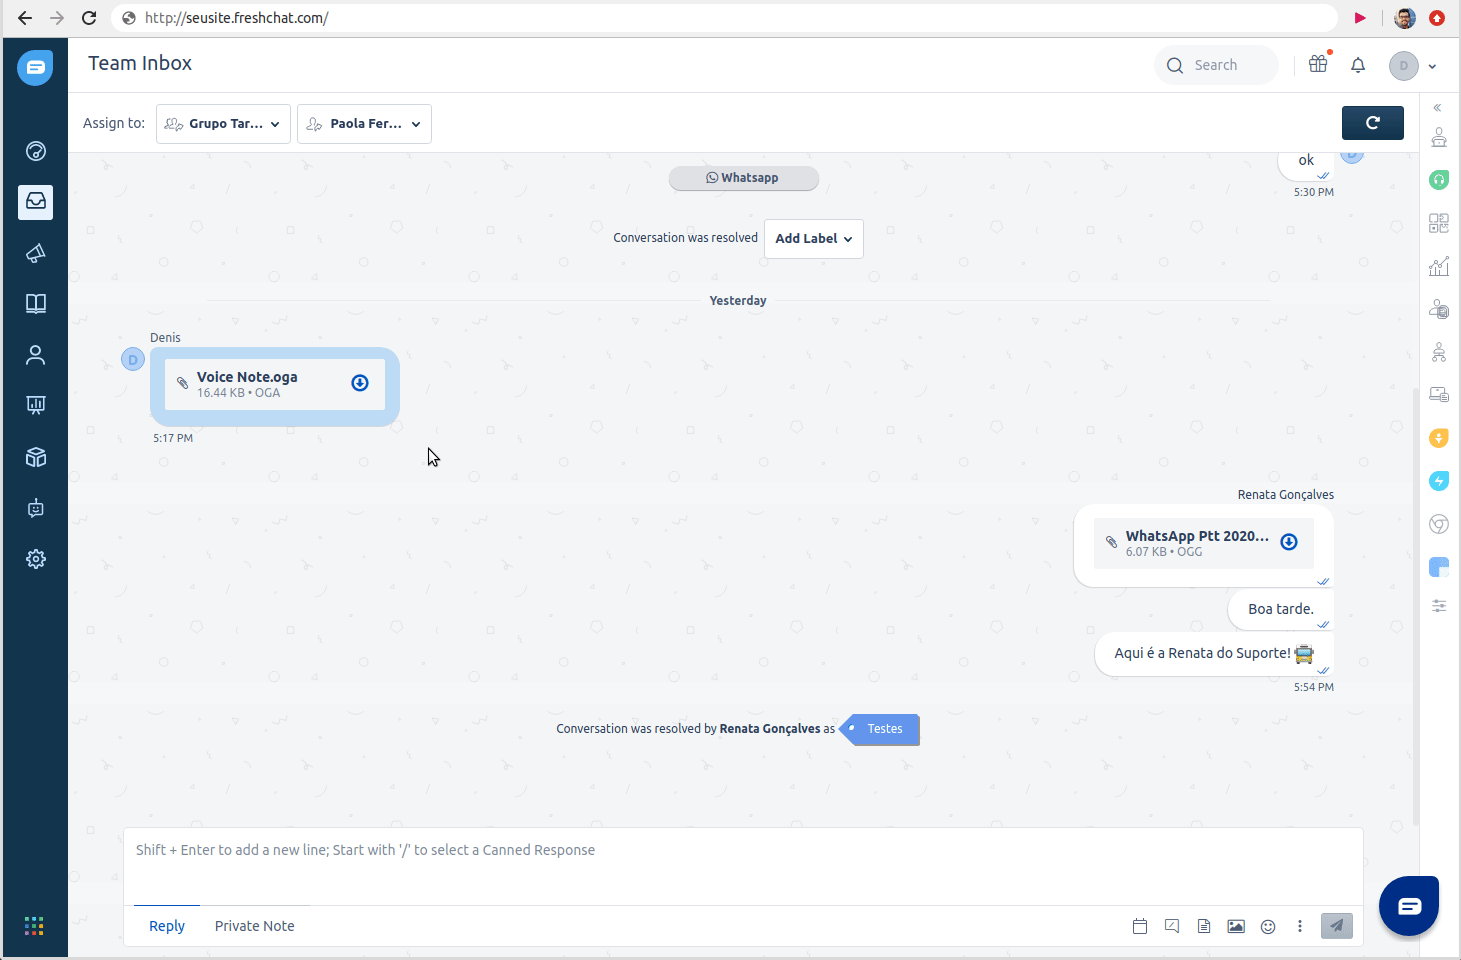 http://seusite.freshchat.com/
Team Inbox
Search
D
Assign to:
Grupo Tar...
Paola Fer...
ok
D
5:30 PM
Whatsapp
Conversation was resolved
Add Label
Yesterday
Denis
D
Voice Note.oga
16.44 KB • OGA
5:17 PM
Renata Gonçalves
WhatsApp Ptt 2020...
6.07 KB • OGG
Boa tarde.
Aqui é a Renata do Suporte! 🚎
5:54 PM
Conversation was resolved by Renata Gonçalves as Testes
Shift + Enter to add a new line; Start with '/' to select a Canned Response
Reply
Private Note